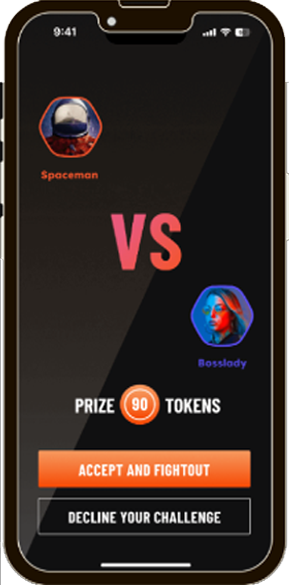 9:41
Spaceman
VS
Bosslady
PRIZE 90 TOKENS
ACCEPT AND FIGHTOUT
DECLINE YOUR CHALLENGE